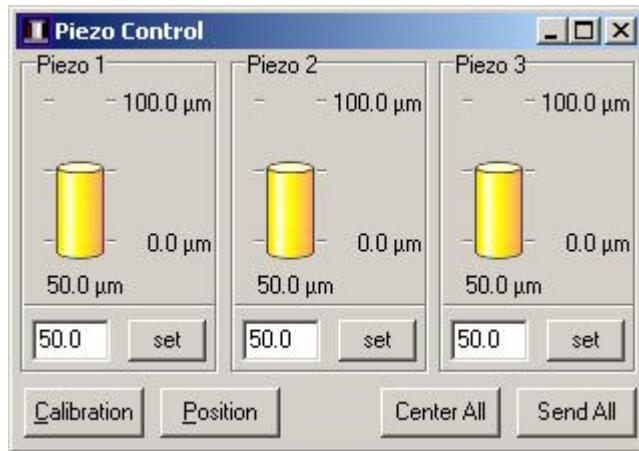 Piezo Control
Piezo 1 Piezo 2 Piezo 3
100.0 µm 100.0 µm 100.0 µm
0.0 µm 0.0 µm 0.0 µm
50.0 µm 50.0 µm 50.0 µm
50.0 set 50.0 set 50.0 set
Calibration Position Center All Send All